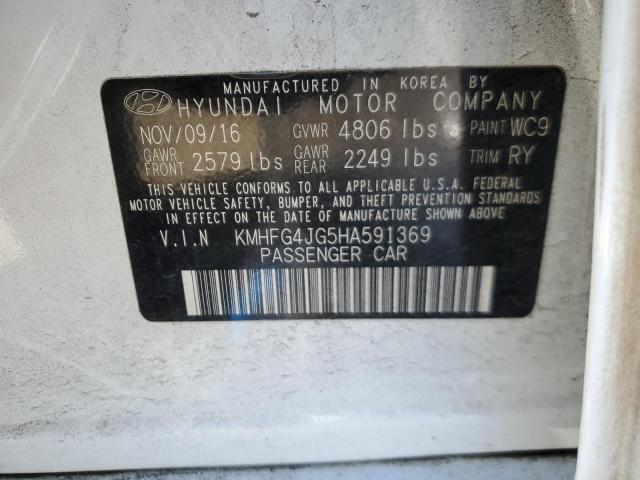 MANUFACTURED IN KOREA BY
HYUNDAI MOTOR COMPANY
NOV/09/16 GVWR 4806 lbs PAINT WC9
GAWR FRONT 2579 lbs GAWR REAR 2249 lbs TRIM RY
THIS VEHICLE CONFORMS TO ALL APPLICABLE U.S.A. FEDERAL
MOTOR VEHICLE SAFETY, BUMPER, AND THEFT PREVENTION STANDARDS
IN EFFECT ON THE DATE OF MANUFACTURE SHOWN ABOVE.
V.I.N KMHFG4JG5HA591369
PASSENGER CAR